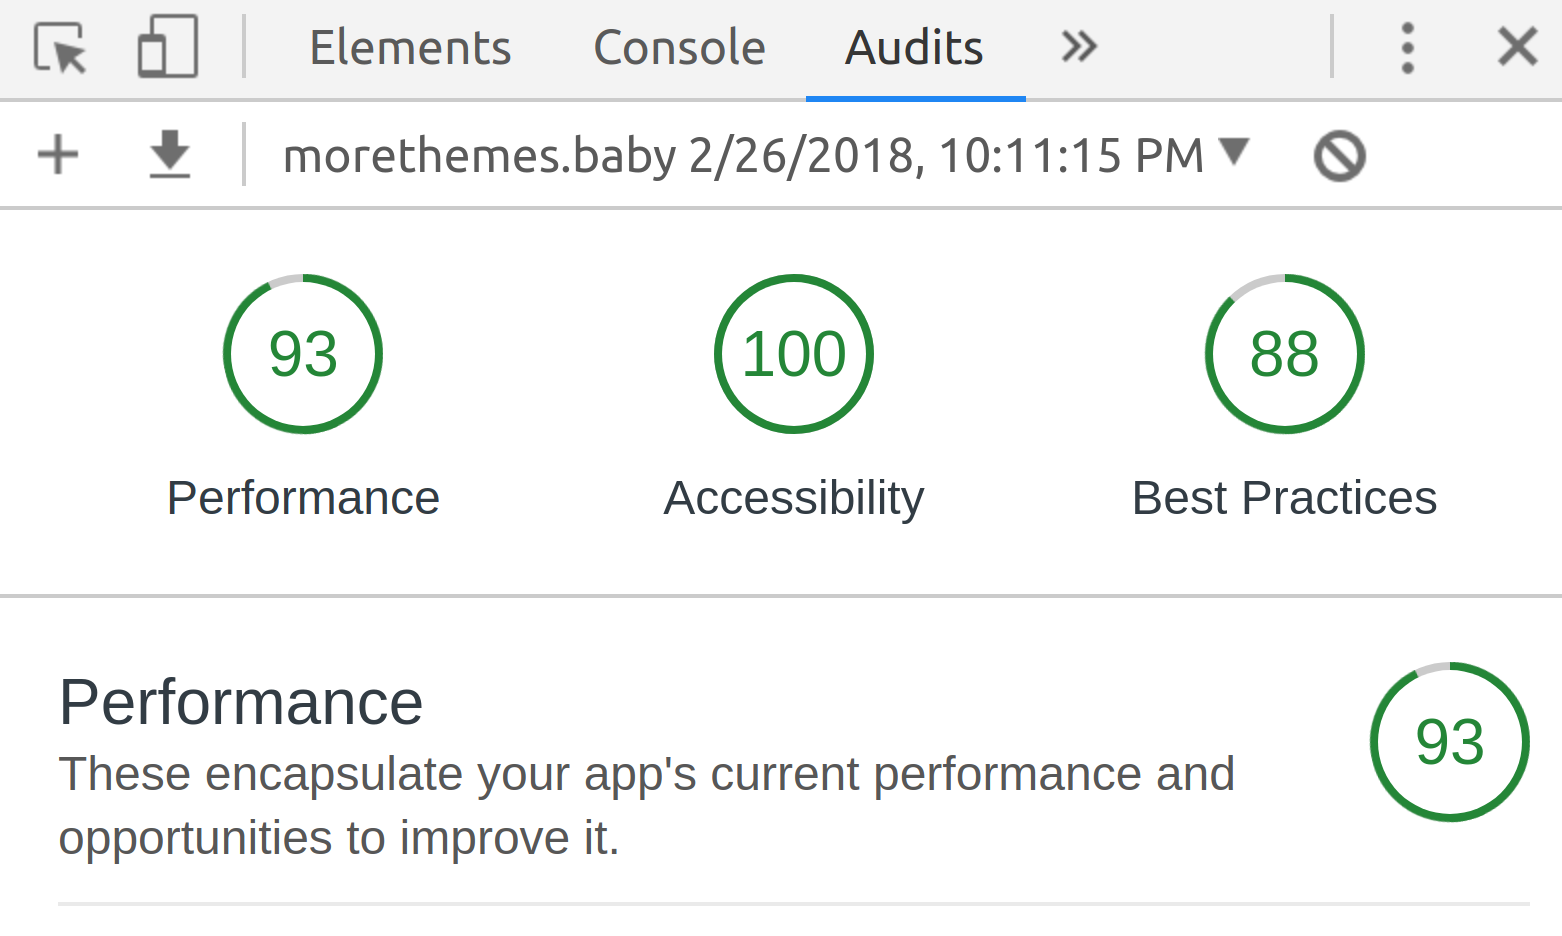 Elements Console Audits
morethemes.baby 2/26/2018, 10:11:15 PM
93 100 88
Performance Accessibility Best Practices
Performance
93
These encapsulate your app's current performance and
opportunities to improve it.